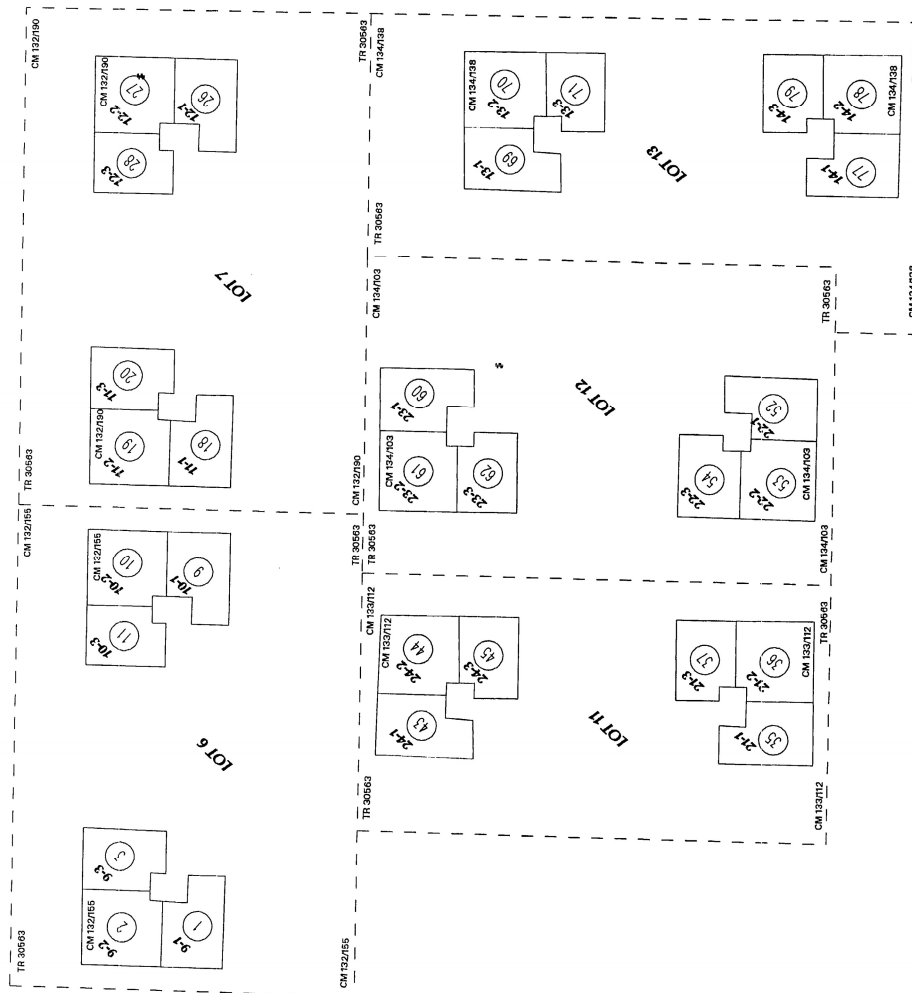 CM 132/190
TR 30563
CM 134/138
CM 132/190
27
12-2
26
12-1
28
12-3
CM 134/138
70
13-2
71
13-3
69
13-1
79
14-3
78
14-2
CM 134/138
77
14-1
LOT 13
LOT 7
TR 30563
CM 134/103
TR 30563
CM 134/138
20
11-3
CM 132/190
19
11-2
18
11-1
TR 30563
CM 132/190
60
23-1
CM 134/103
61
23-2
62
23-3
LOT 12
52
22-1
54
22-3
53
22-2
CM 134/103
CM 132/155
TR 30563
TR 30563
CM 134/103
CM 132/155
10
10-2
9
10-1
11
10-3
CM 133/112
TR 30563
CM 133/112
44
24-2
45
24-3
43
24-1
37
21-3
36
21-2
CM 133/112
35
21-1
LOT 11
LOT 6
TR 30563
CM 133/112
3
9-3
CM 132/155
2
9-2
1
9-1
TR 30563
CM 132/155